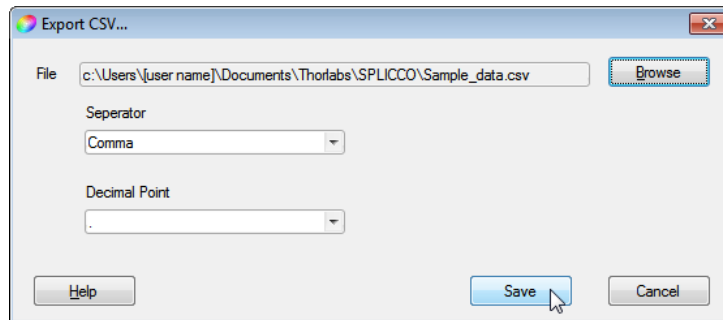 Export CSV...
File c:\Users\[user name]\Documents\Thorlabs\SPLICCO\Sample_data.csv Browse
Seperator
Comma
Decimal Point
.
Help Save Cancel